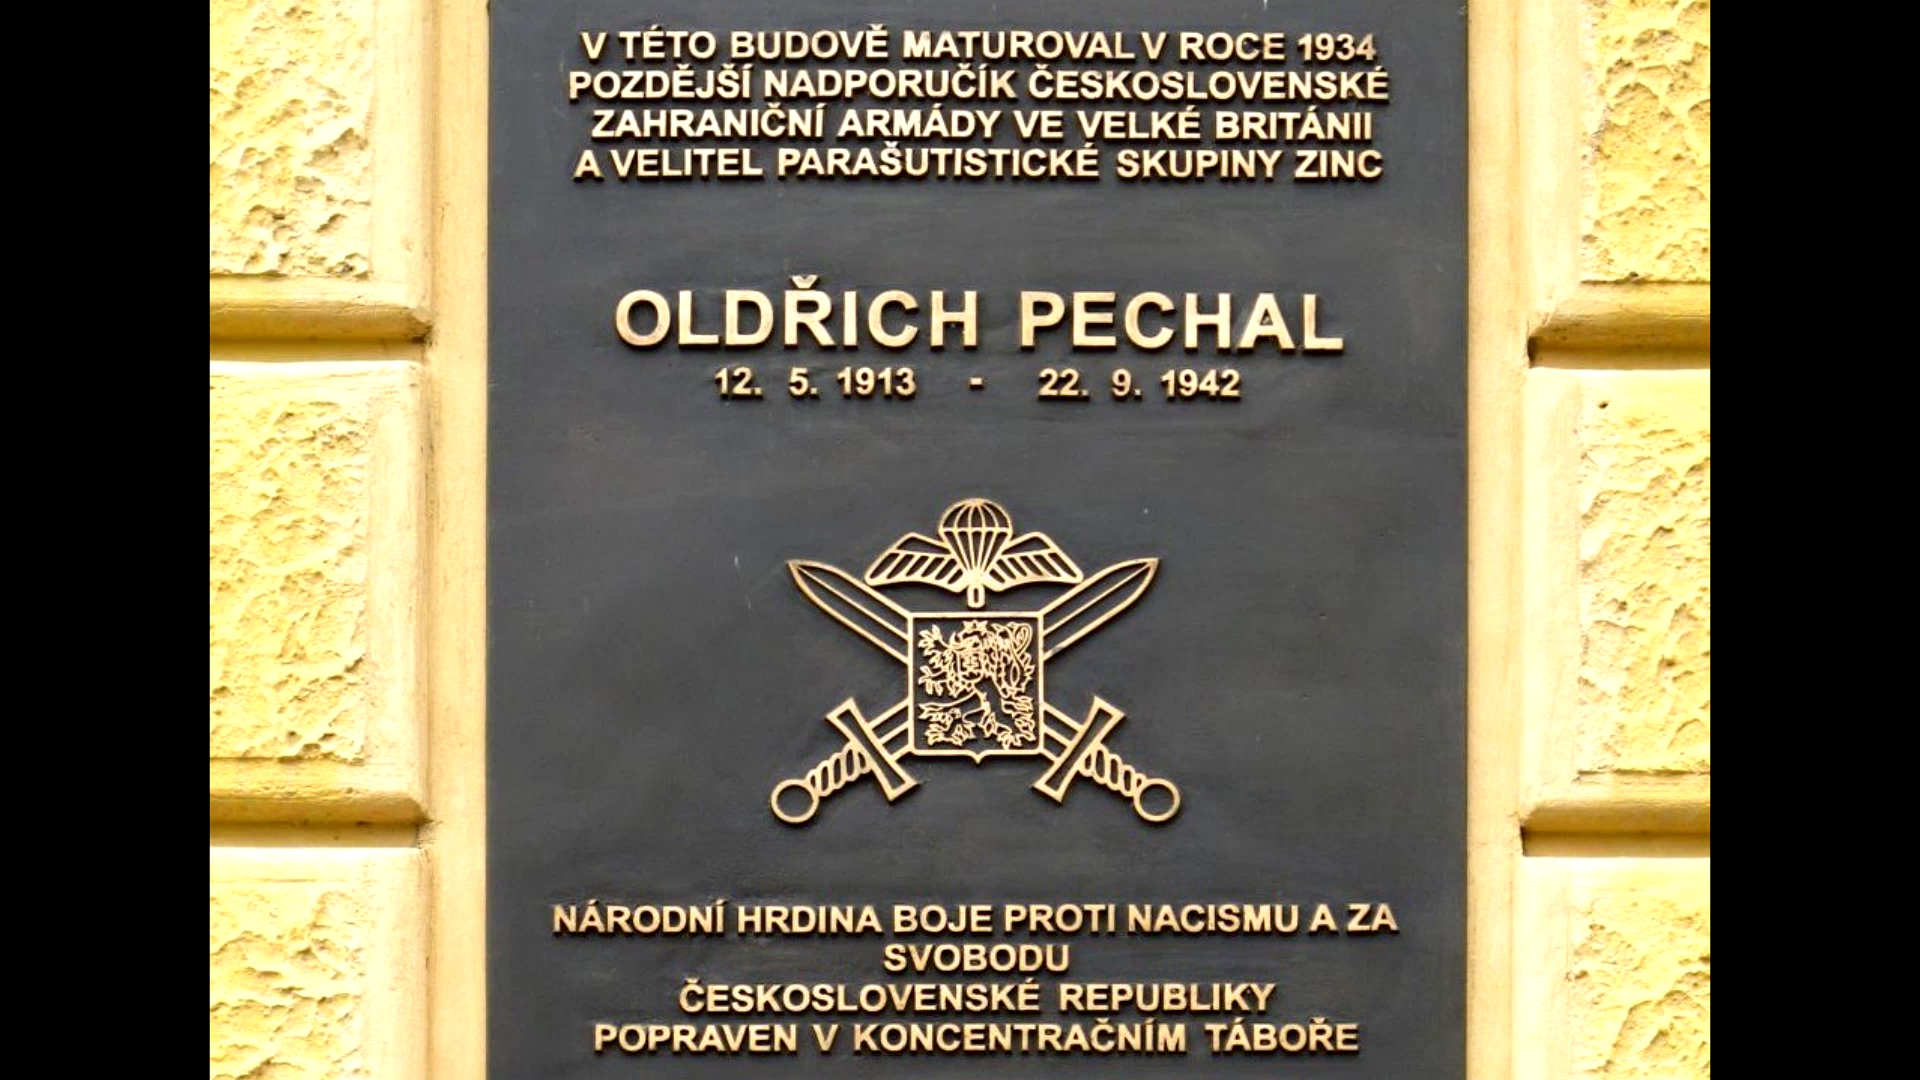 V TÉTO BUDOVĚ MATUROVAL V ROCE 1934
POZDĚJŠÍ NADPORUČÍK ČESKOSLOVENSKÉ
ZAHRANIČNÍ ARMÁDY VE VELKÉ BRITÁNII
A VELITEL PARAŠUTISTICKÉ SKUPINY ZINC
OLDŘICH PECHAL
12. 5. 1913 - 22. 9. 1942
NÁRODNÍ HRDINA BOJE PROTI NACISMU A ZA
SVOBODU
ČESKOSLOVENSKÉ REPUBLIKY
POPRAVEN V KONCENTRAČNÍM TÁBOŘE